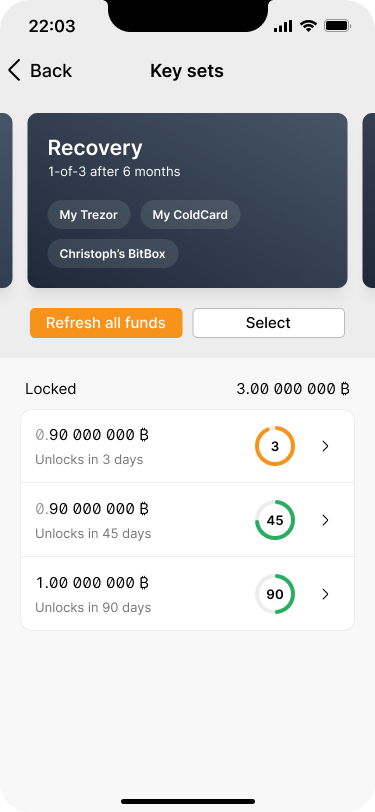 22:03
Back
Key sets
Recovery
1-of-3 after 6 months
My Trezor
My ColdCard
Christoph's BitBox
Refresh all funds
Select
Locked
3.00 000 000 ₿
0.90 000 000 ₿
Unlocks in 3 days
3
0.90 000 000 ₿
Unlocks in 45 days
45
1.00 000 000 ₿
Unlocks in 90 days
90